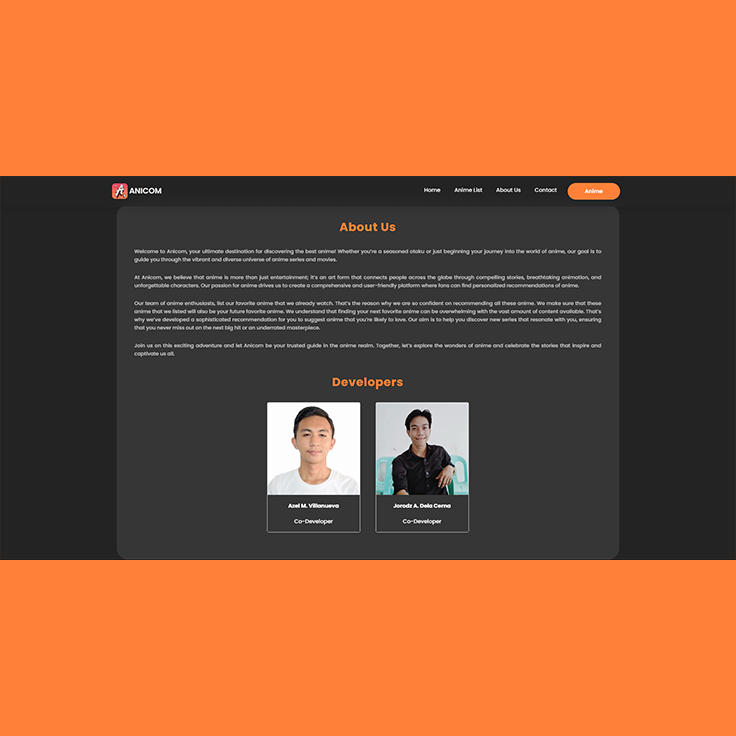 ANICOM
Home
Anime List
About Us
Contact
Anime
About Us
Welcome to Anicom, your ultimate destination for discovering the best anime! Whether you're a seasoned otaku or just beginning your journey into the world of anime, our goal is to
guide you through the vibrant and diverse universe of anime series and movies.
At Anicom, we believe that anime is more than just entertainment; it's an art form that connects people across the globe through compelling stories, breathtaking animation, and
unforgettable characters. Our passion for anime drives us to create a comprehensive and user-friendly platform where fans can find personalized recommendations of anime.
Our team of anime enthusiasts, list our favorite anime that we already watch. That's the reason why we are so confident on recommending all these anime. We make sure that these
anime that we listed will also be your future favorite anime. We understand that finding your next favorite anime can be overwhelming with the vast amount of content available. That's
why we've developed a sophisticated recommendation for you to suggest anime that you're likely to love. Our aim is to help you discover new series that resonate with you, ensuring
that you never miss out on the next big hit or an underrated masterpiece.
Join us on this exciting adventure and let Anicom be your trusted guide in the anime realm. Together, let's explore the wonders of anime and celebrate the stories that inspire and
captivate us all.
Developers
Azel M. Villanueva
Co-Developer
Jorodz A. Dela Cerna
Co-Developer